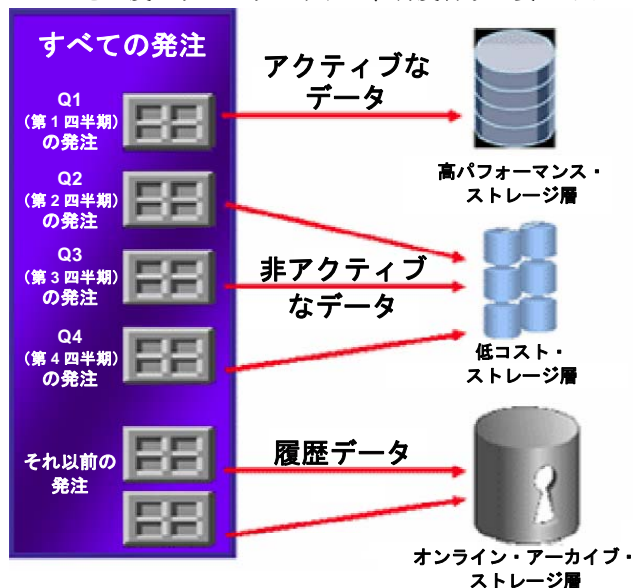 すべての発注
Q1
(第１四半期)
の発注
Q2
(第２四半期)
の発注
Q3
(第３四半期)
の発注
Q4
(第４四半期)
の発注
それ以前の
発注
アクティブな
データ
非アクティブ
なデータ
履歴データ
高パフォーマンス・
ストレージ層
低コスト・
ストレージ層
オンライン・アーカイブ・
ストレージ層